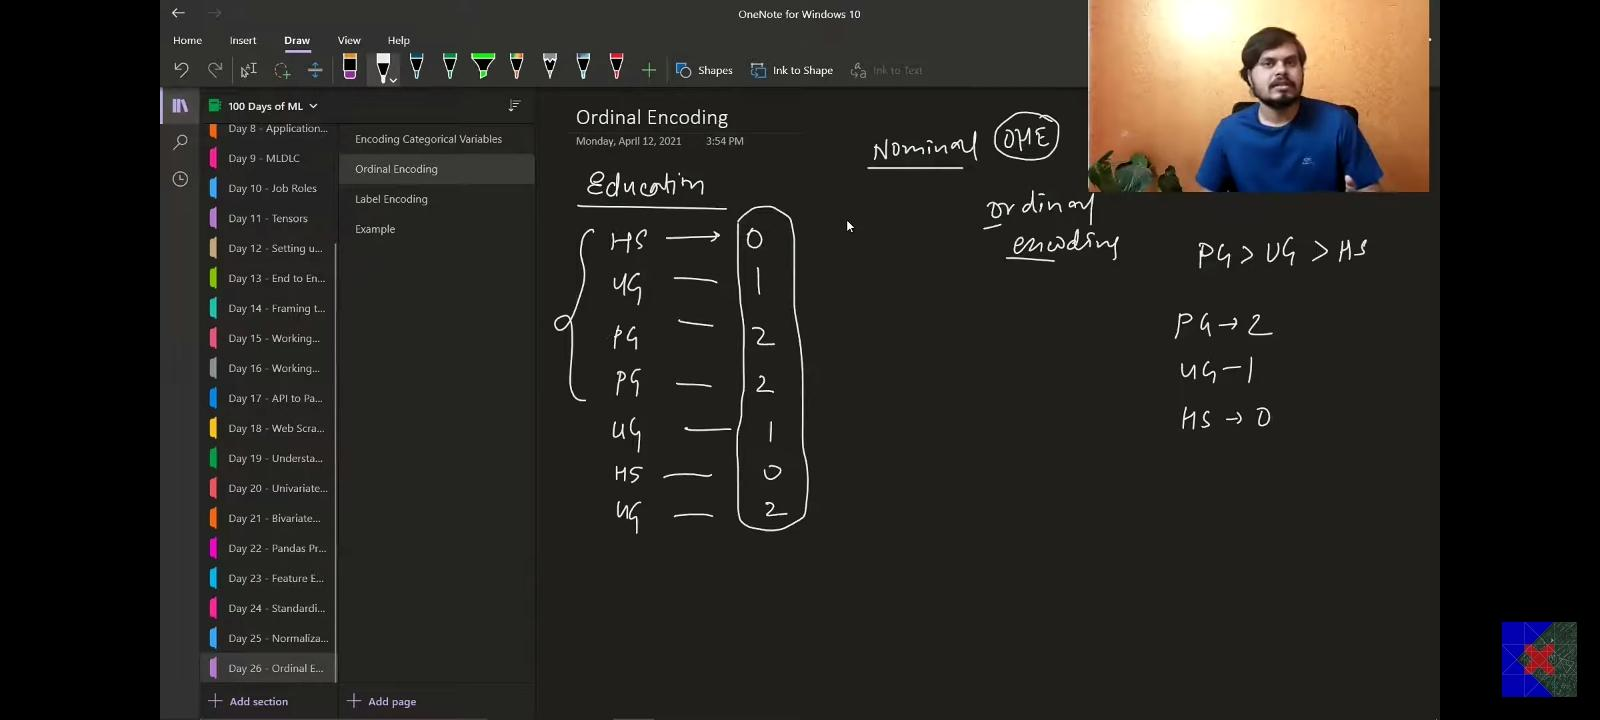 OneNote for Windows 10
Home Insert Draw View Help
Shapes Ink to Shape Ink to Text
100 Days of ML
Day 8 - Application...
Day 9 - MLDLC
Day 10 - Job Roles
Day 11 - Tensors
Day 12 - Setting u...
Day 13 - End to En...
Day 14 - Framing t...
Day 15 - Working...
Day 16 - Working...
Day 17 - API to Pa...
Day 18 - Web Scra...
Day 19 - Understa...
Day 20 - Univariate...
Day 21 - Bivariate...
Day 22 - Pandas Pr...
Day 23 - Feature E...
Day 24 - Standardi...
Day 25 - Normaliza...
Day 26 - Ordinal E...
Add section
Encoding Categorical Variables
Ordinal Encoding
Label Encoding
Example
Add page
Ordinal Encoding
Monday, April 12, 2021 3:54 PM
Education
HS → 0
UG — 1
PG — 2
PG — 2
UG — 1
HS — 0
UG — 2
Nominal OHE
ordinal
encoding
PG > UG > HS
PG → 2
UG — 1
HS → 0